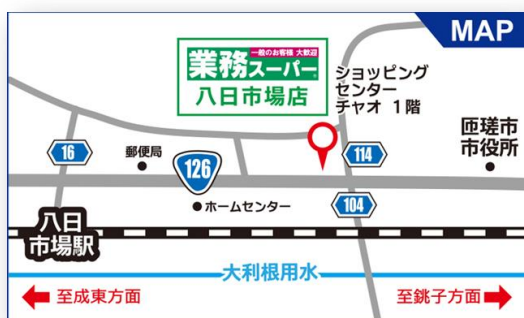 MAP
一般のお客様 大歓迎
業務スーパー
八日市場店
ショッピング
センター
チャオ 1階
匝瑳市
市役所
16
郵便局
126
114
ホームセンター
104
八日
市場駅
大利根用水
至成東方面
至銚子方面